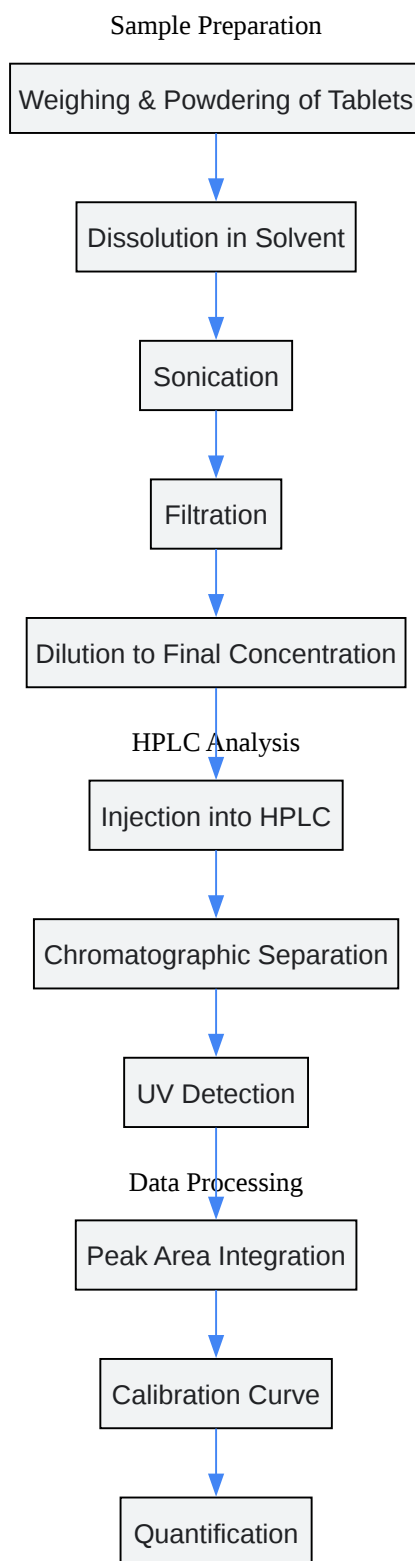 Sample Preparation
Weighing & Powdering of Tablets
Dissolution in Solvent
Sonication
Filtration
Dilution to Final Concentration
HPLC Analysis
Injection into HPLC
Chromatographic Separation
UV Detection
Data Processing
Peak Area Integration
Calibration Curve
Quantification